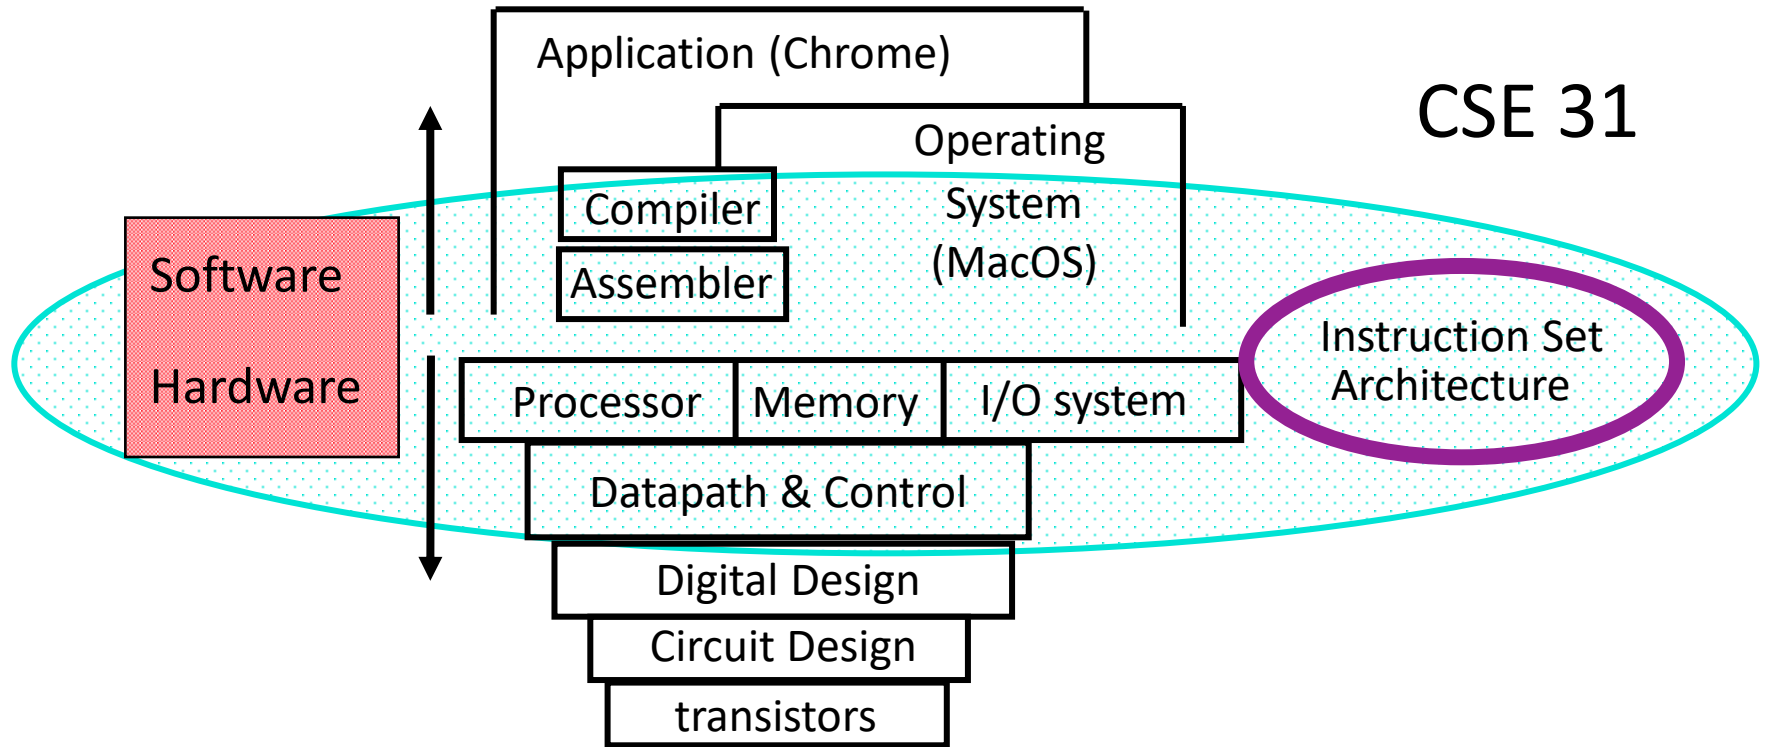 Application (Chrome)
CSE 31
Operating
System
(MacOS)
Compiler
Assembler
Software
Hardware
Instruction Set
Architecture
Processor
Memory
I/O system
Datapath & Control
Digital Design
Circuit Design
transistors